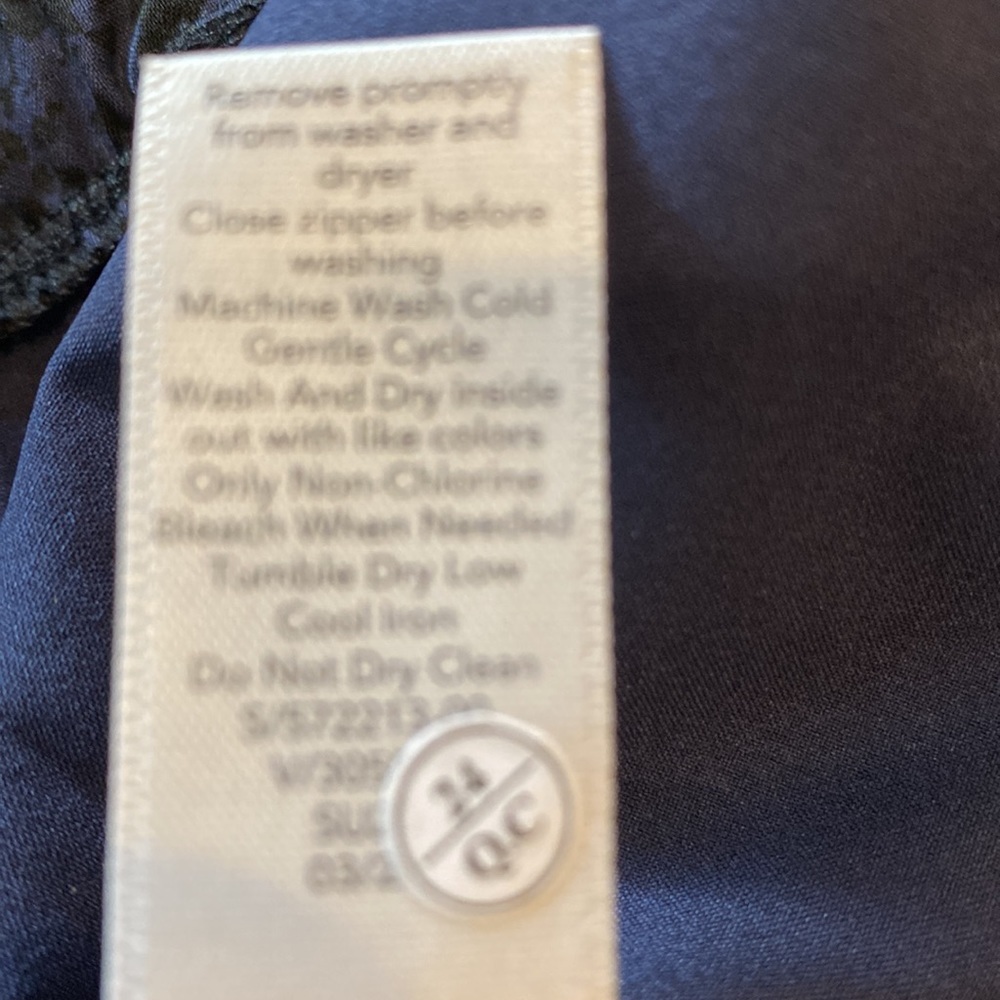 Remove promptly
from washer and
dryer
Close zipper before
washing
Machine Wash Cold
Gentle Cycle
Wash And Dry inside
out with like colors
Only Non-Chlorine
Bleach When Needed
Tumble Dry Low
Cool Iron
Do Not Dry Clean
24
QC